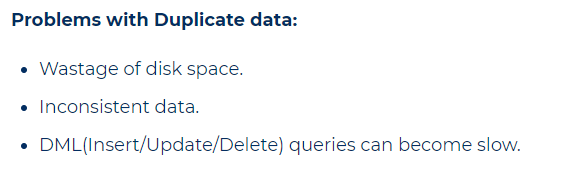 Problems with Duplicate data:
• Wastage of disk space.
• Inconsistent data.
• DML(Insert/Update/Delete) queries can become slow.